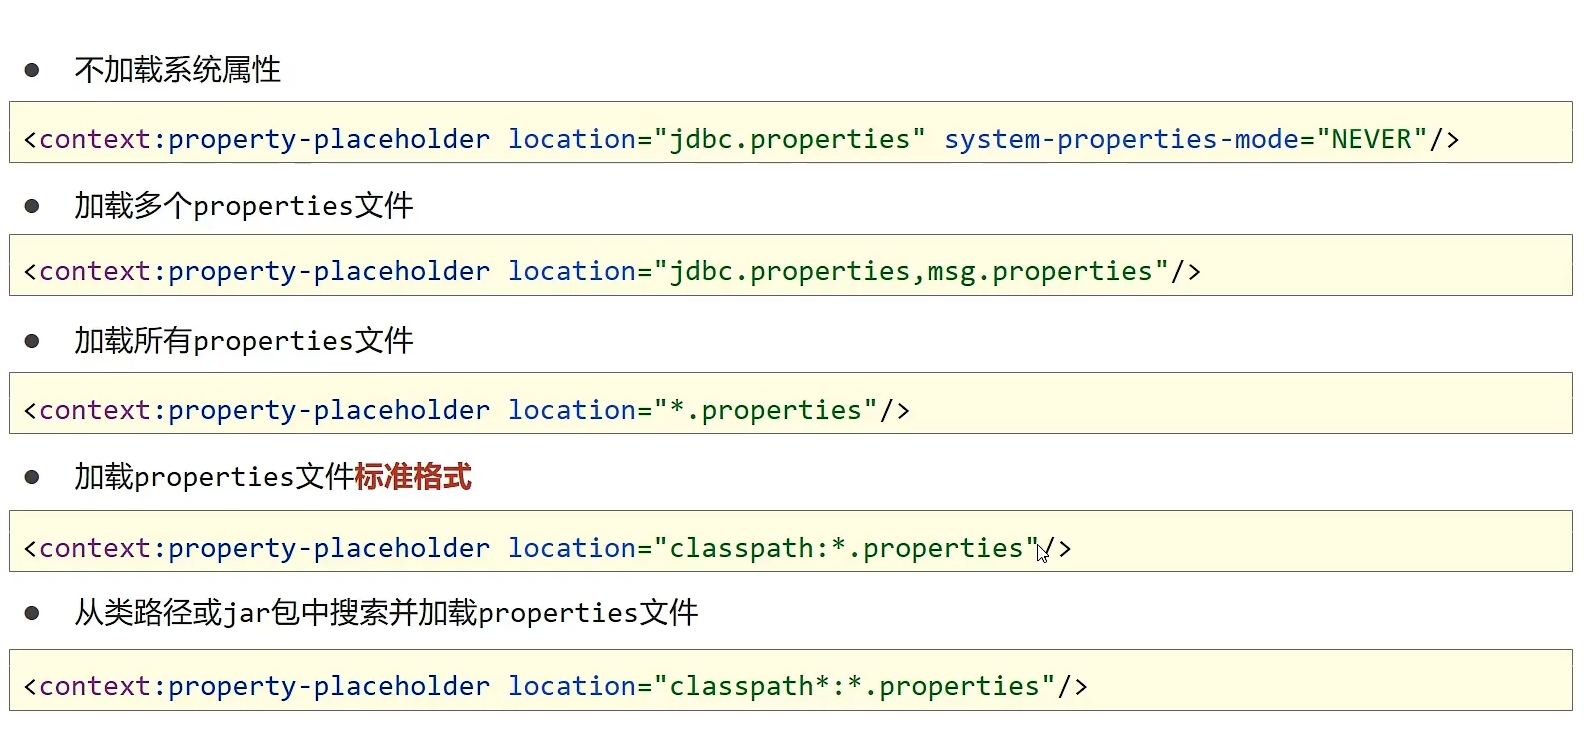 不加载系统属性
<context:property-placeholder location="jdbc.properties" system-properties-mode="NEVER"/>
加载多个properties文件
<context:property-placeholder location="jdbc.properties,msg.properties"/>
加载所有properties文件
<context:property-placeholder location="*.properties"/>
加载properties文件标准格式
<context:property-placeholder location="classpath:*.properties"/>
从类路径或jar包中搜索并加载properties文件
<context:property-placeholder location="classpath*:*.properties"/>